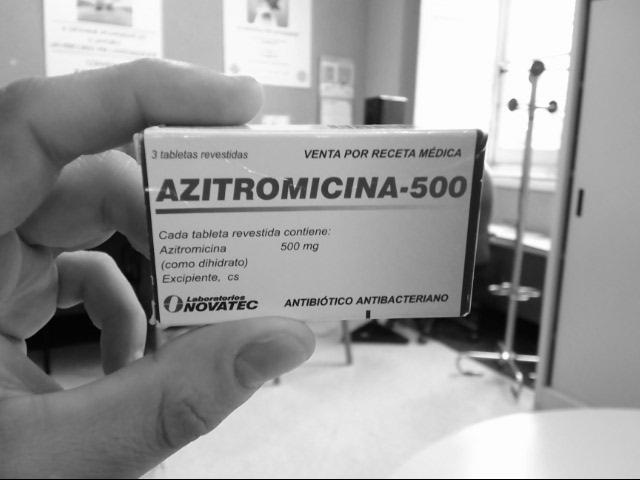 3 tabletas revestidas VENTA POR RECETA MÉDICA
AZITROMICINA-500
Cada tableta revestida contiene:
Azitromicina 500 mg
(como dihidrato)
Excipiente, cs
Laboratorios
NOVATEC
ANTIBIÓTICO ANTIBACTERIANO